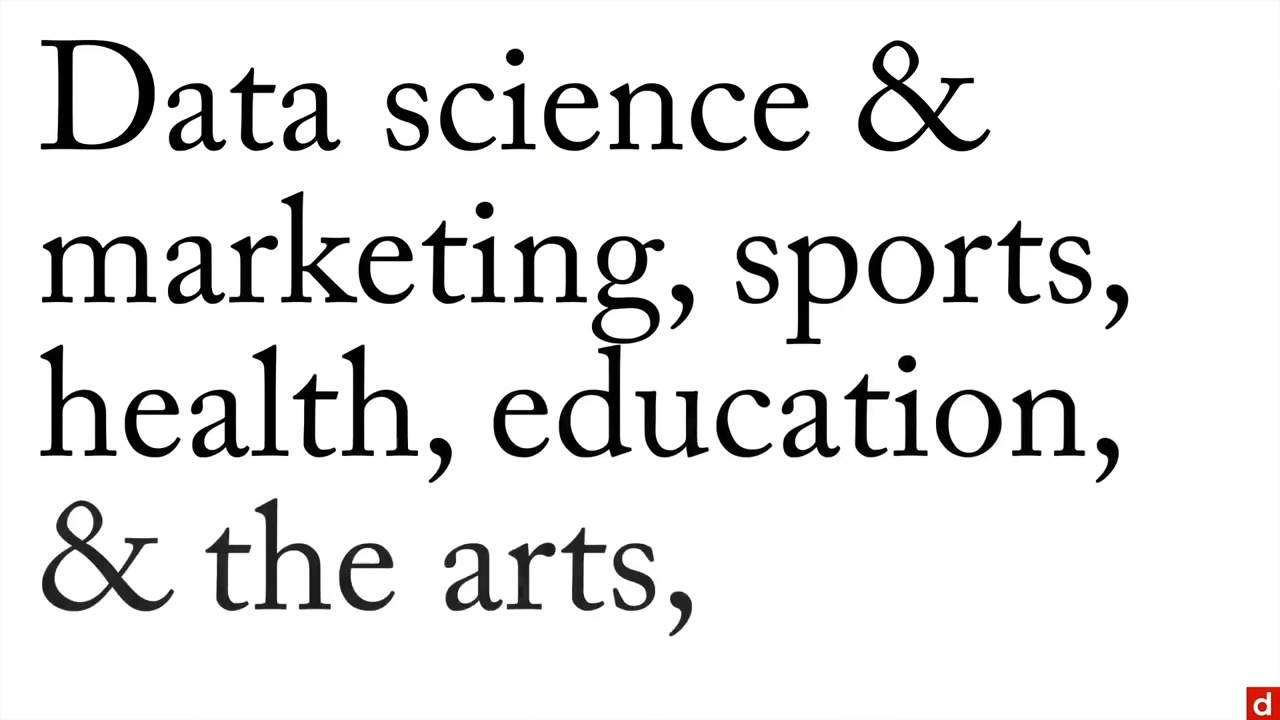 Data science &
marketing, sports,
health, education,
& the arts,
d